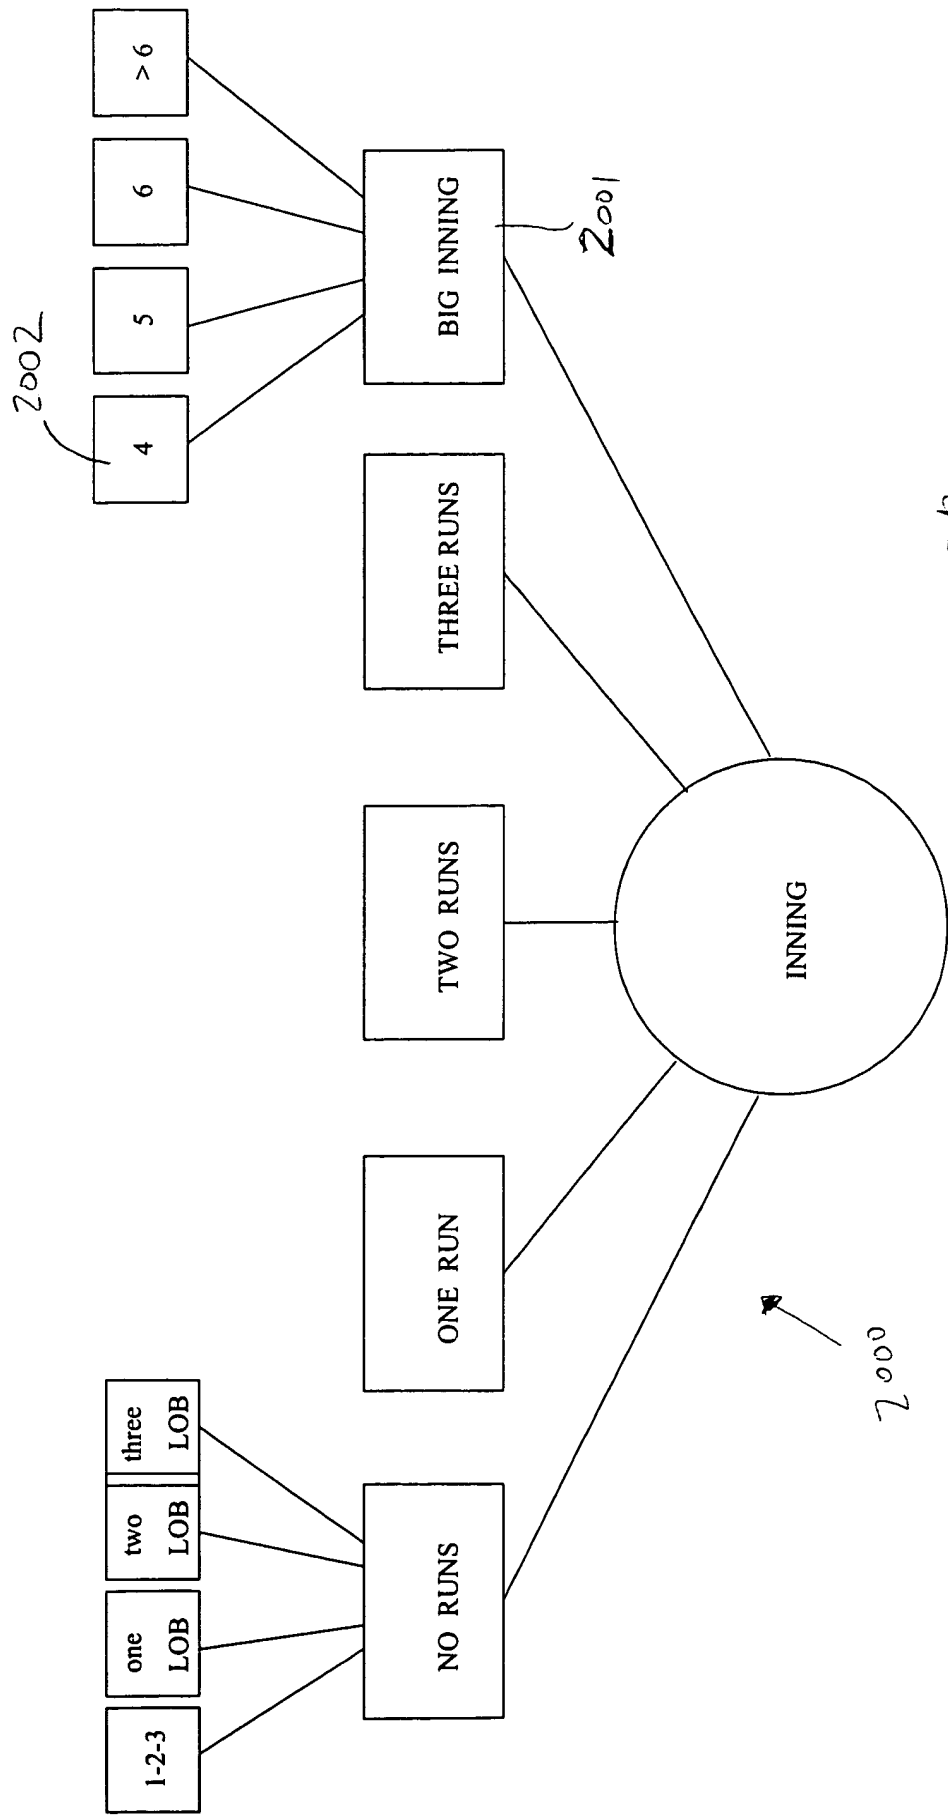 1-2-3
one
LOB
two
LOB
three
LOB
4
5
6
> 6
2002
NO RUNS
ONE RUN
TWO RUNS
THREE RUNS
BIG INNING
2001
INNING
2000